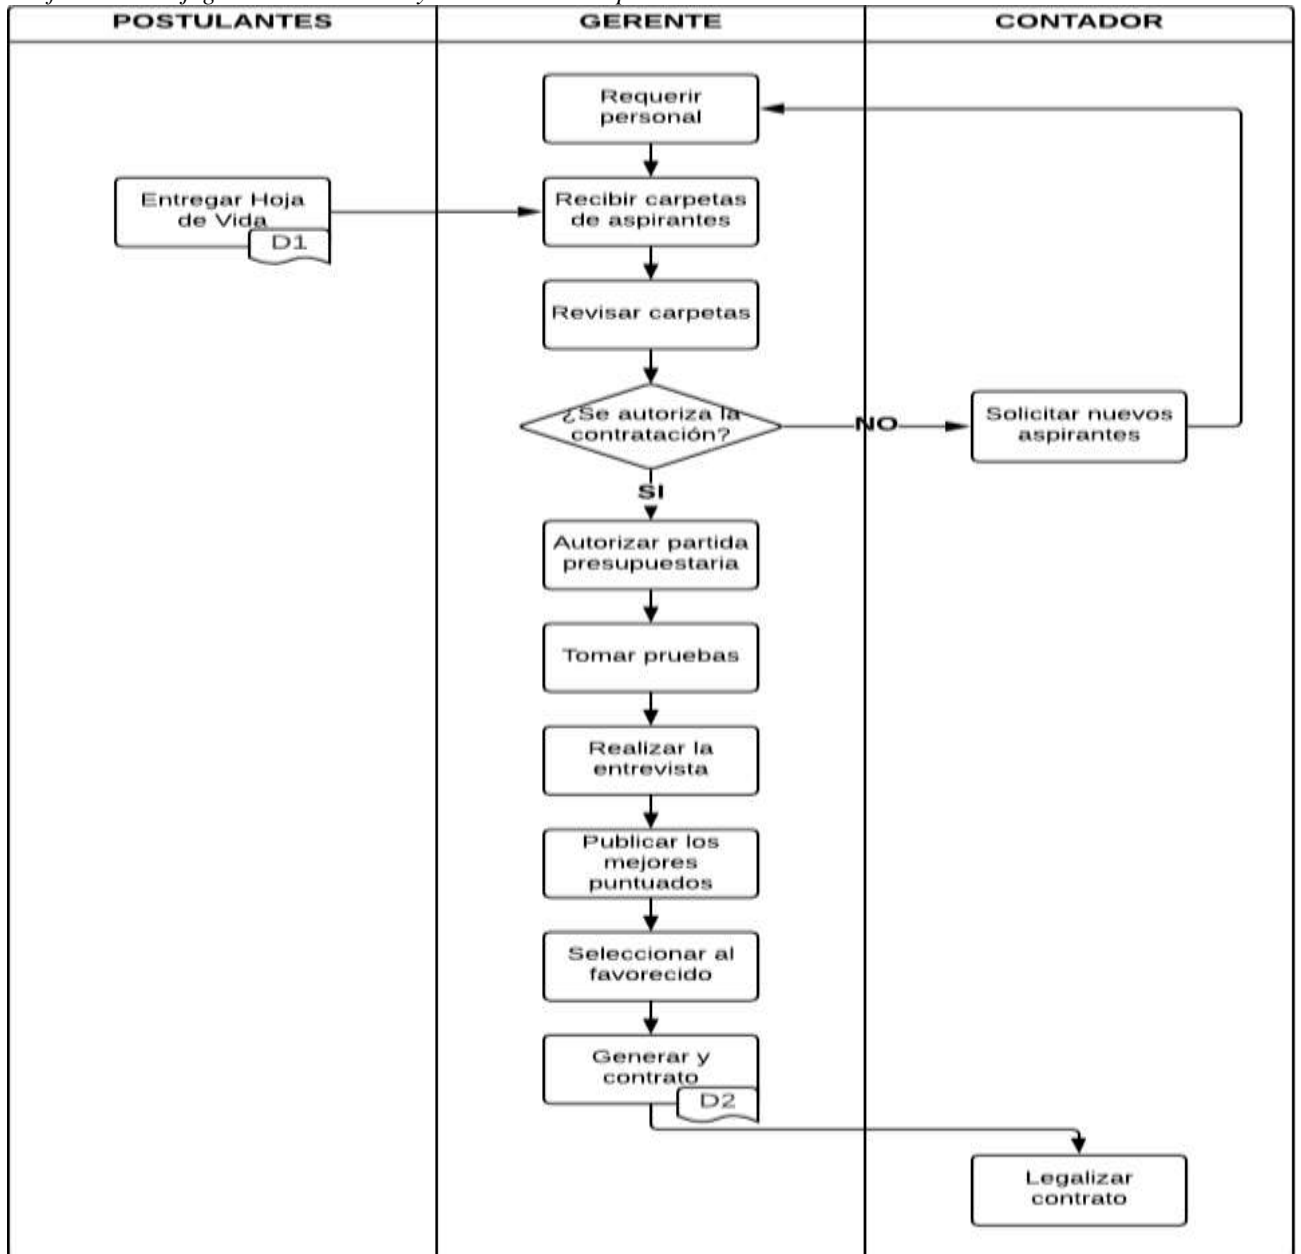 POSTULANTES
GERENTE
CONTADOR
Requerir
personal
Entregar Hoja
de Vida
D1
Recibir carpetas
de aspirantes
Revisar carpetas
¿Se autoriza la
contratación?
NO
Solicitar nuevos
aspirantes
SI
Autorizar partida
presupuestaria
Tomar pruebas
Realizar la
entrevista
Publicar los
mejores
puntuados
Seleccionar al
favorecido
Generar y
contrato
D2
Legalizar
contrato